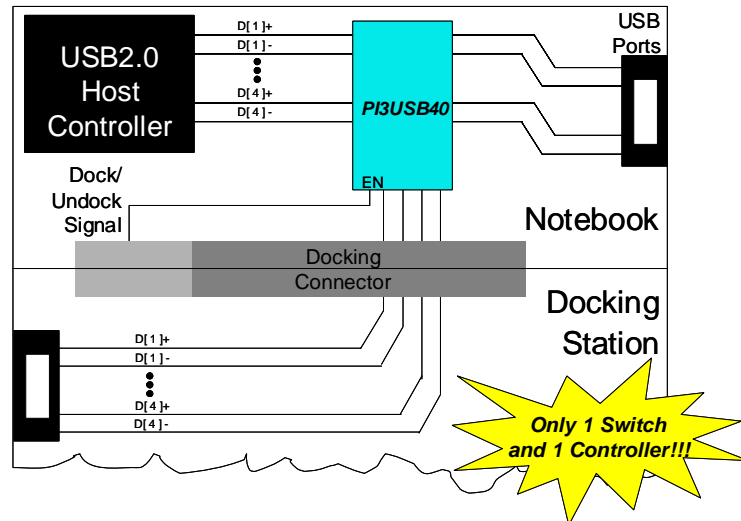 D[1]+
D[1]-
D[4]+
D[4]-
USB2.0
Host
Controller
PI3USB40
EN
USB
Ports
Dock/
Undock
Signal
Notebook
Docking
Connector
Docking
Station
D[1]+
D[1]-
D[4]+
D[4]-
Only 1 Switch
and 1 Controller!!!